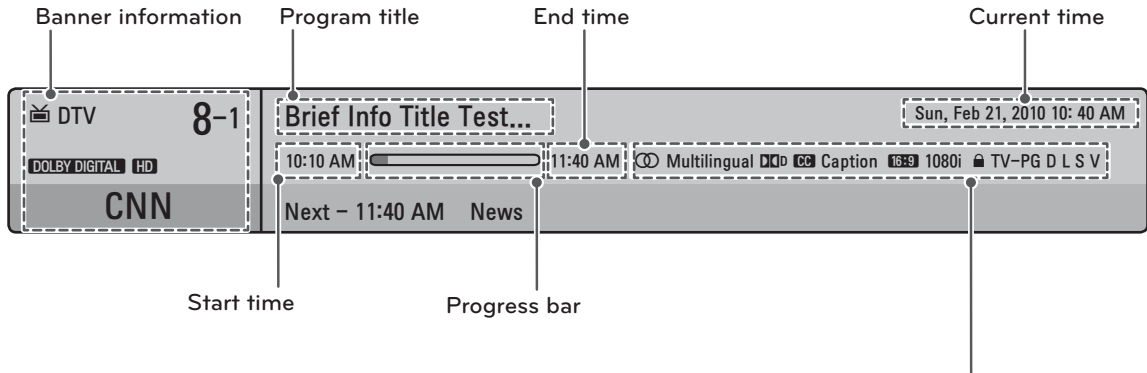 Banner information Program title End time Current time
DTV 8-1 Brief Info Title Test... Sun, Feb 21, 2010 10: 40 AM
DOLBY DIGITAL HD 10:10 AM 11:40 AM Multilingual D CC Caption 16:9 1080i TV-PG D L S V
CNN Next - 11:40 AM News
Start time Progress bar